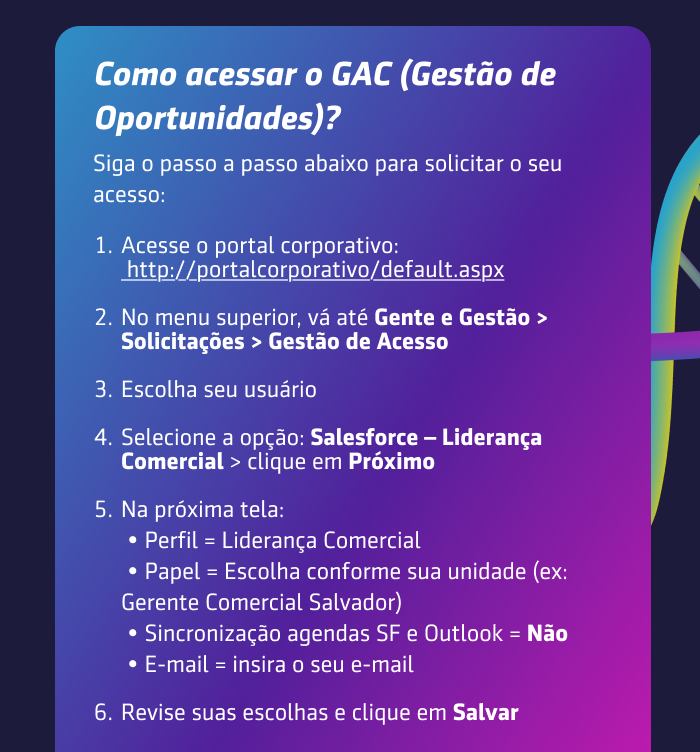 Como acessar o GAC (Gestão de
Oportunidades)?
Siga o passo a passo abaixo para solicitar o seu
acesso:
1. Acesse o portal corporativo:
http://portalcorporativo/default.aspx
2. No menu superior, vá até Gente e Gestão >
Solicitações > Gestão de Acesso
3. Escolha seu usuário
4. Selecione a opção: Salesforce – Liderança
Comercial > clique em Próximo
5. Na próxima tela:
• Perfil = Liderança Comercial
• Papel = Escolha conforme sua unidade (ex:
Gerente Comercial Salvador)
• Sincronização agendas SF e Outlook = Não
• E-mail = insira o seu e-mail
6. Revise suas escolhas e clique em Salvar